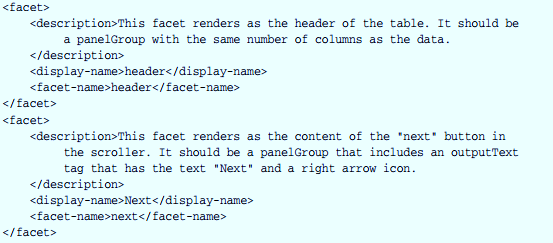 <facet>
<description>This facet renders as the header of the table. It should be
a panelGroup with the same number of columns as the data.
</description>
<display-name>header</display-name>
<facet-name>header</facet-name>
</facet>
<facet>
<description>This facet renders as the content of the "next" button in
the scroller. It should be a panelGroup that includes an outputText
tag that has the text "Next" and a right arrow icon.
</description>
<display-name>Next</display-name>
<facet-name>next</facet-name>
</facet>